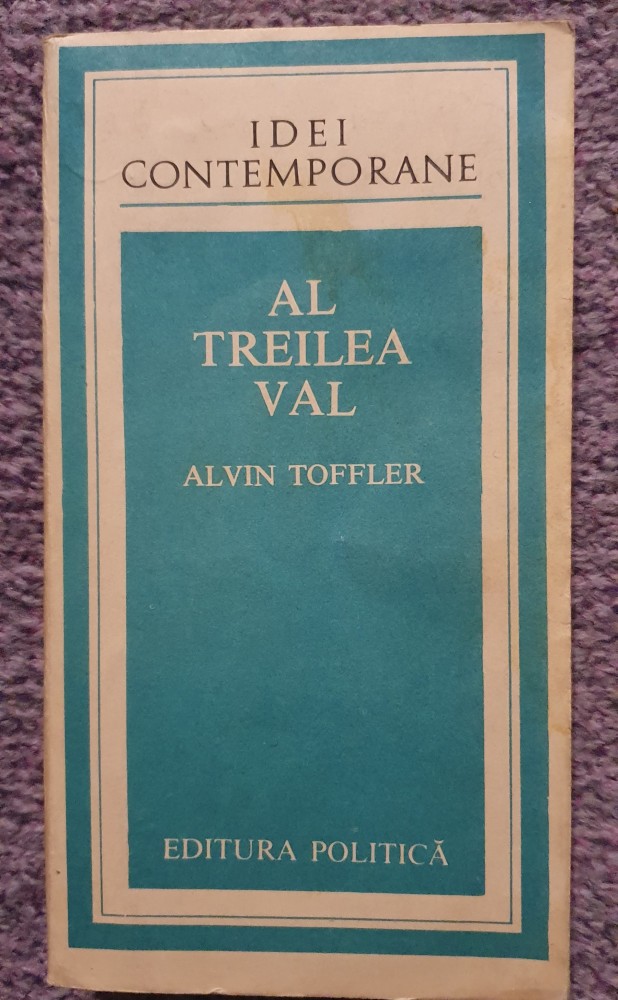 IDEI
CONTEMPORANE
AL
TREILEA
VAL
ALVIN TOFFLER
EDITURA POLITICĂ